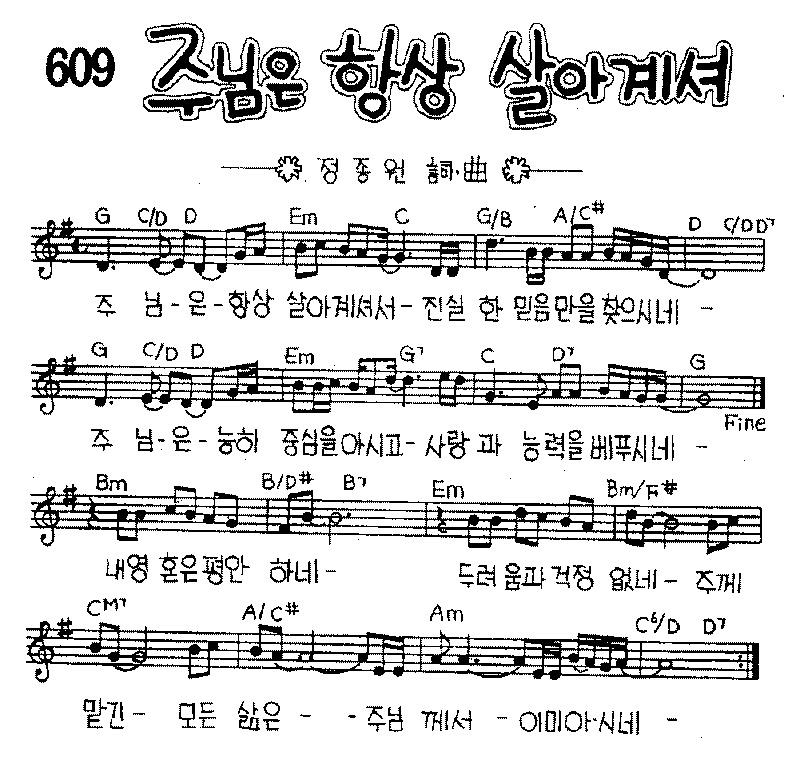 609 주님은 항상 살아계셔
정종원 詞·曲
G C/D D Em C G/B A/C# D C/D D7
주 님-은-항상 살아계셔서-진실 한 믿음만을찾으시네 -
G C/D D Em G7 C D7 G
Fine
주 님-은-능히 중심을아시고-사랑 과 능력을베푸시네 -
Bm B/D# B7 Em Bm/F#
내영 혼은평안 하네- 두려움과걱정 없네- 주께
CM7 A/C# Am C6/D D7
맡긴- 모든 삶은 - -주님 께서 -이미아시네 -